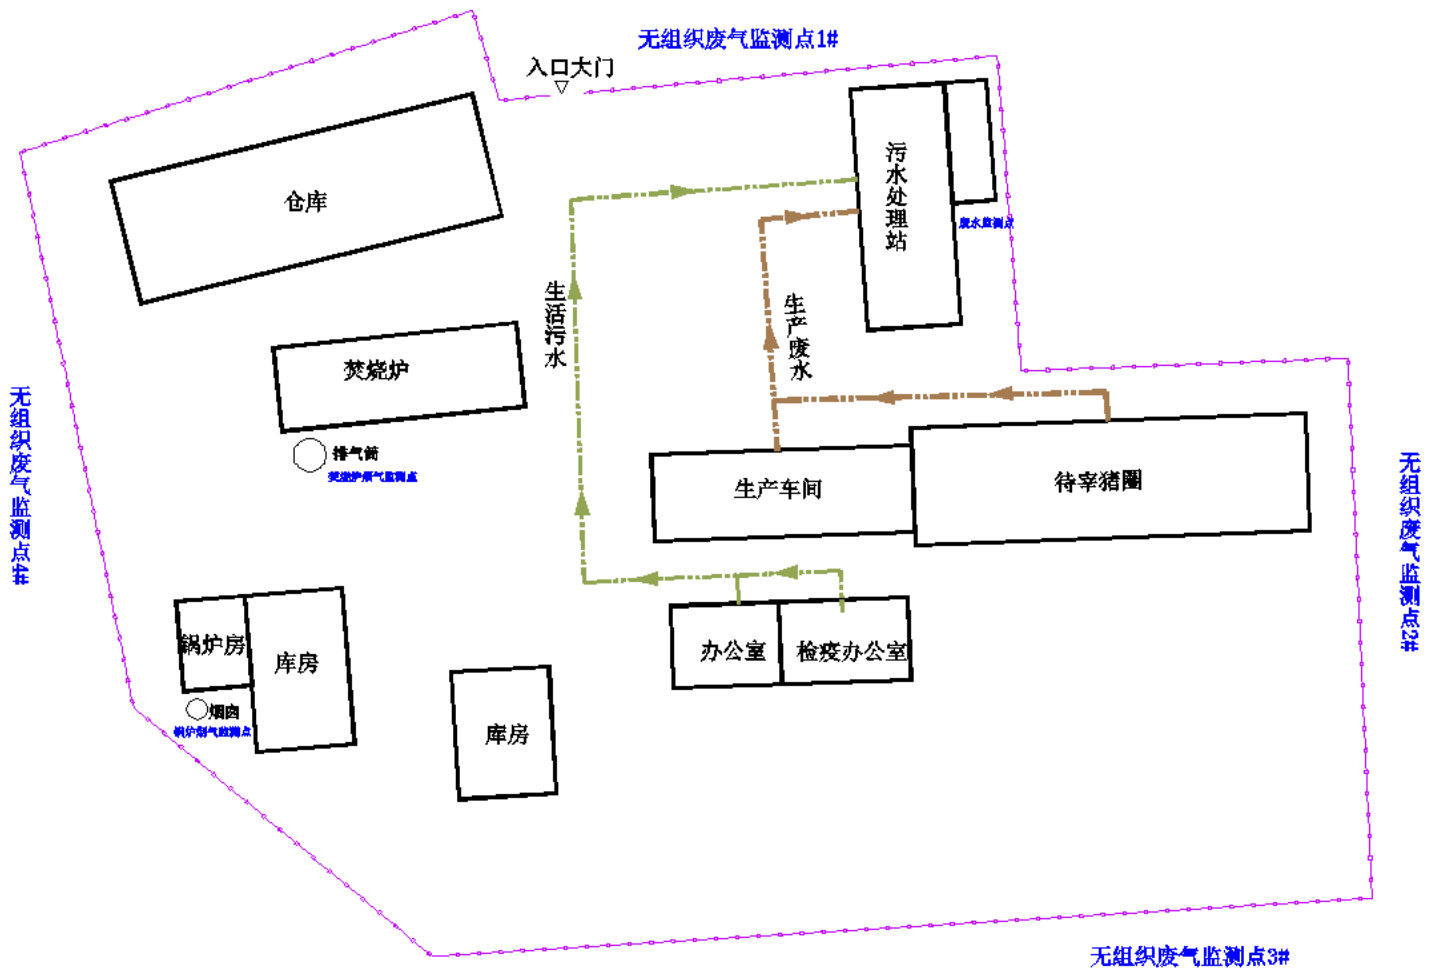 无组织废气监测点1#
入口大门
仓库
污水处理站
废水监测点
生活污水
生产废水
焚烧炉
排气筒
焚烧炉烟气监测点
无组织废气监测点4#
生产车间
待宰猪圈
无组织废气监测点2#
锅炉房
库房
办公室
检疫办公室
烟囱
锅炉烟气监测点
库房
无组织废气监测点3#